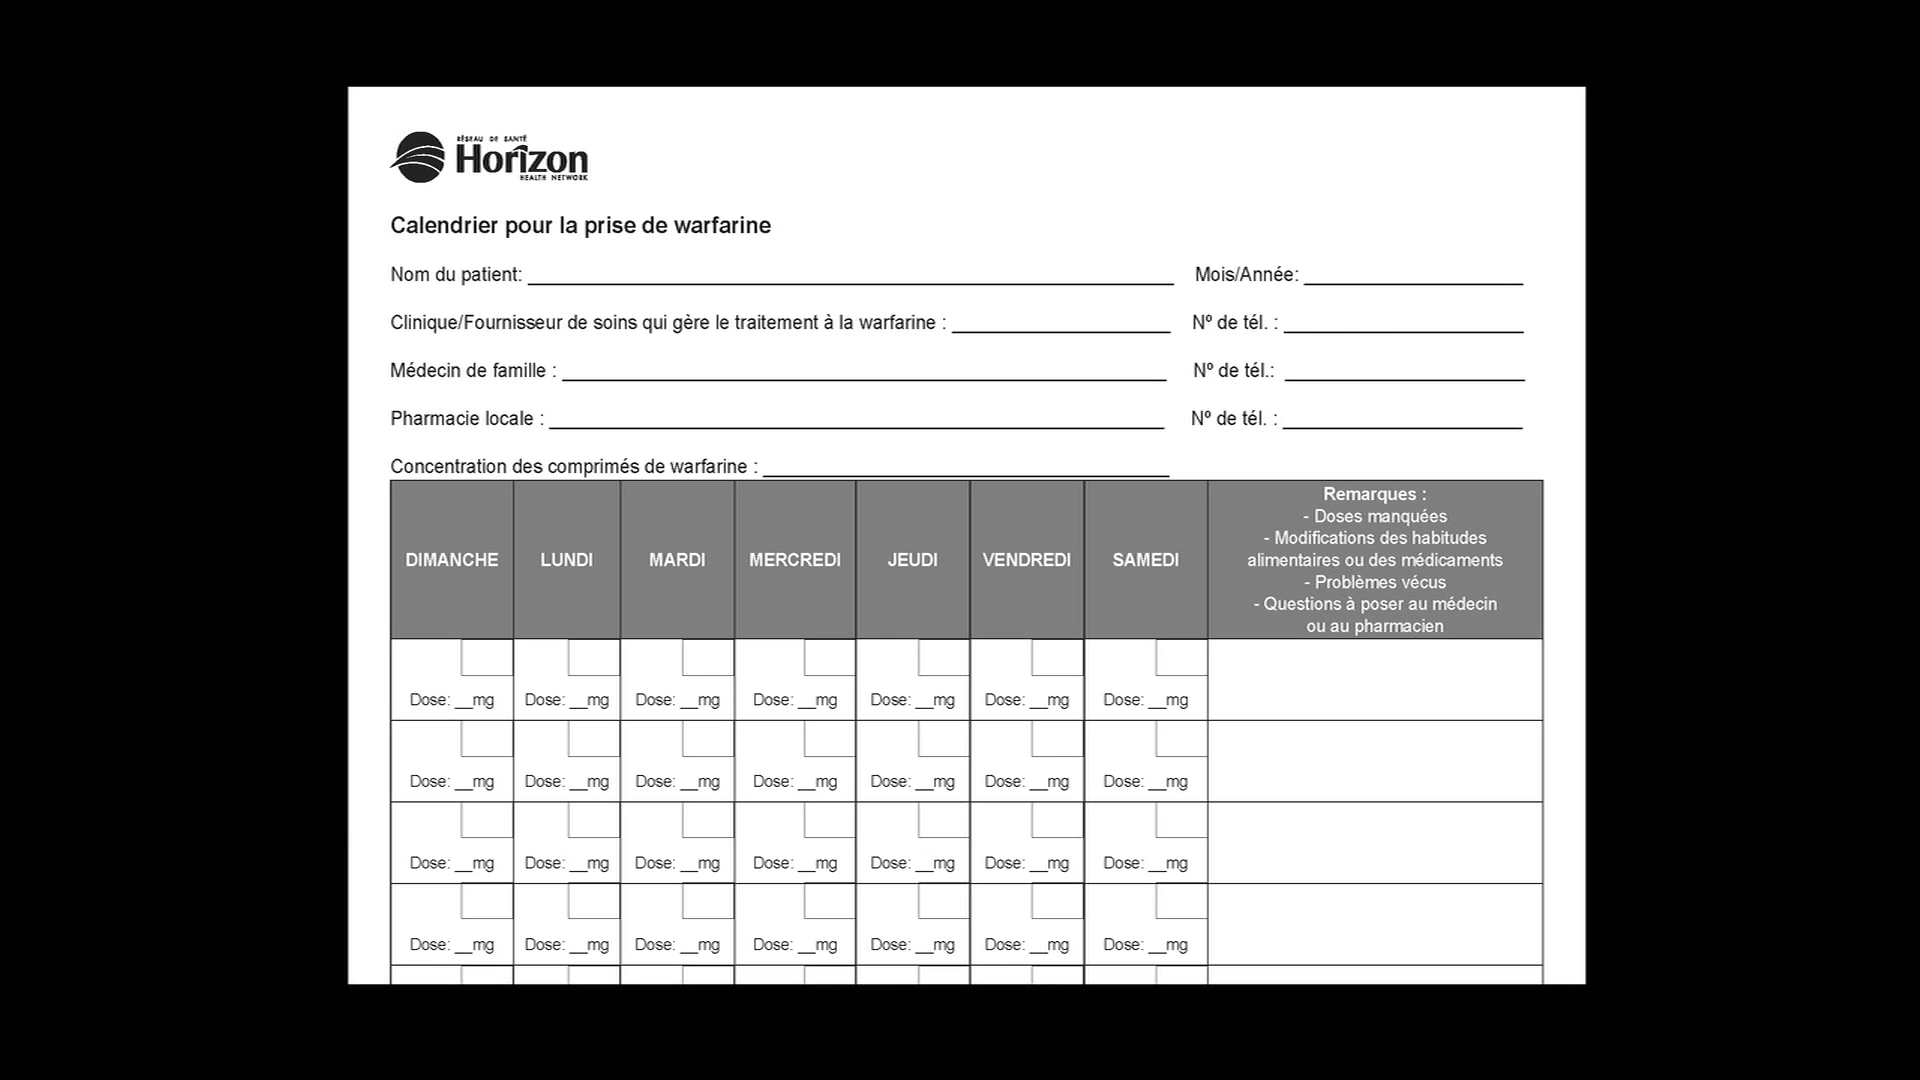 RÉSEAU DE SANTÉ
Horizon
HEALTH NETWORK
Calendrier pour la prise de warfarine
Nom du patient: Mois/Année:
Clinique/Fournisseur de soins qui gère le traitement à la warfarine : Nº de tél. :
Médecin de famille : Nº de tél.:
Pharmacie locale : Nº de tél. :
Concentration des comprimés de warfarine :
DIMANCHE LUNDI MARDI MERCREDI JEUDI VENDREDI SAMEDI
Remarques :
- Doses manquées
- Modifications des habitudes
alimentaires ou des médicaments
- Problèmes vécus
- Questions à poser au médecin
ou au pharmacien
Dose: __mg Dose: __mg Dose: __mg Dose: __mg Dose: __mg Dose: __mg Dose: __mg
Dose: __mg Dose: __mg Dose: __mg Dose: __mg Dose: __mg Dose: __mg Dose: __mg
Dose: __mg Dose: __mg Dose: __mg Dose: __mg Dose: __mg Dose: __mg Dose: __mg
Dose: __mg Dose: __mg Dose: __mg Dose: __mg Dose: __mg Dose: __mg Dose: __mg